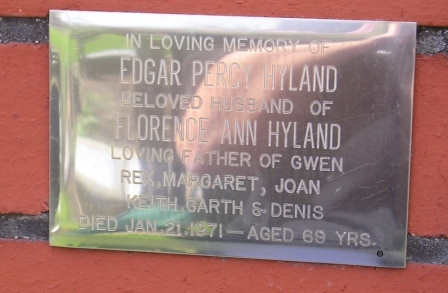 IN LOVING MEMORY OF
EDGAR PERCY HYLAND
BELOVED HUSBAND OF
FLORENCE ANN HYLAND
LOVING FATHER OF GWEN
REX, MARGARET, JOAN
KEITH, GARTH & DENIS
DIED JAN. 21. 1971 — AGED 69 YRS.